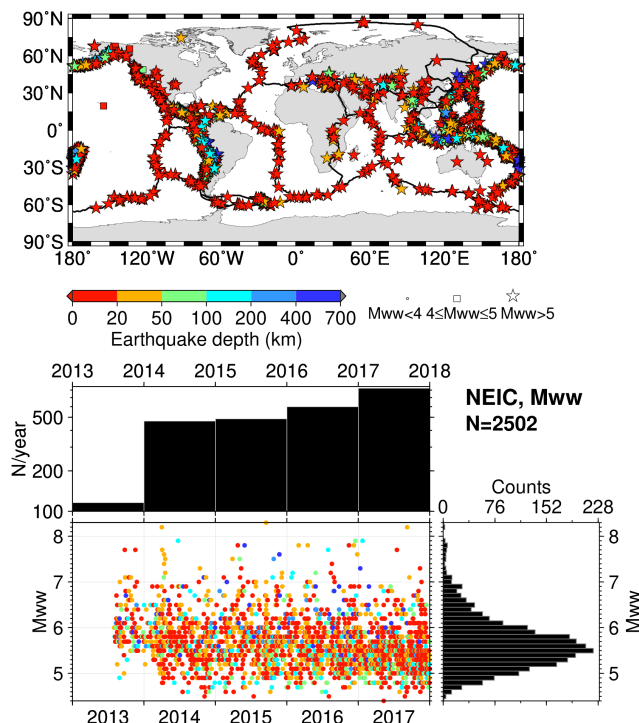 90˚N
60˚N
30˚N
0˚
30˚S
60˚S
90˚S
180˚ 120˚W 60˚W 0˚ 60˚E 120˚E 180˚
0 20 50 100 200 400 700
Earthquake depth (km)
Mww<4 4≤Mww≤5 Mww>5
2013 2014 2015 2016 2017 2018
N/year
500
200
100
NEIC, Mww
N=2502
Counts
0 76 152 228
Mww
8
7
6
5
8
7
6
5
Mww
2013 2014 2015 2016 2017